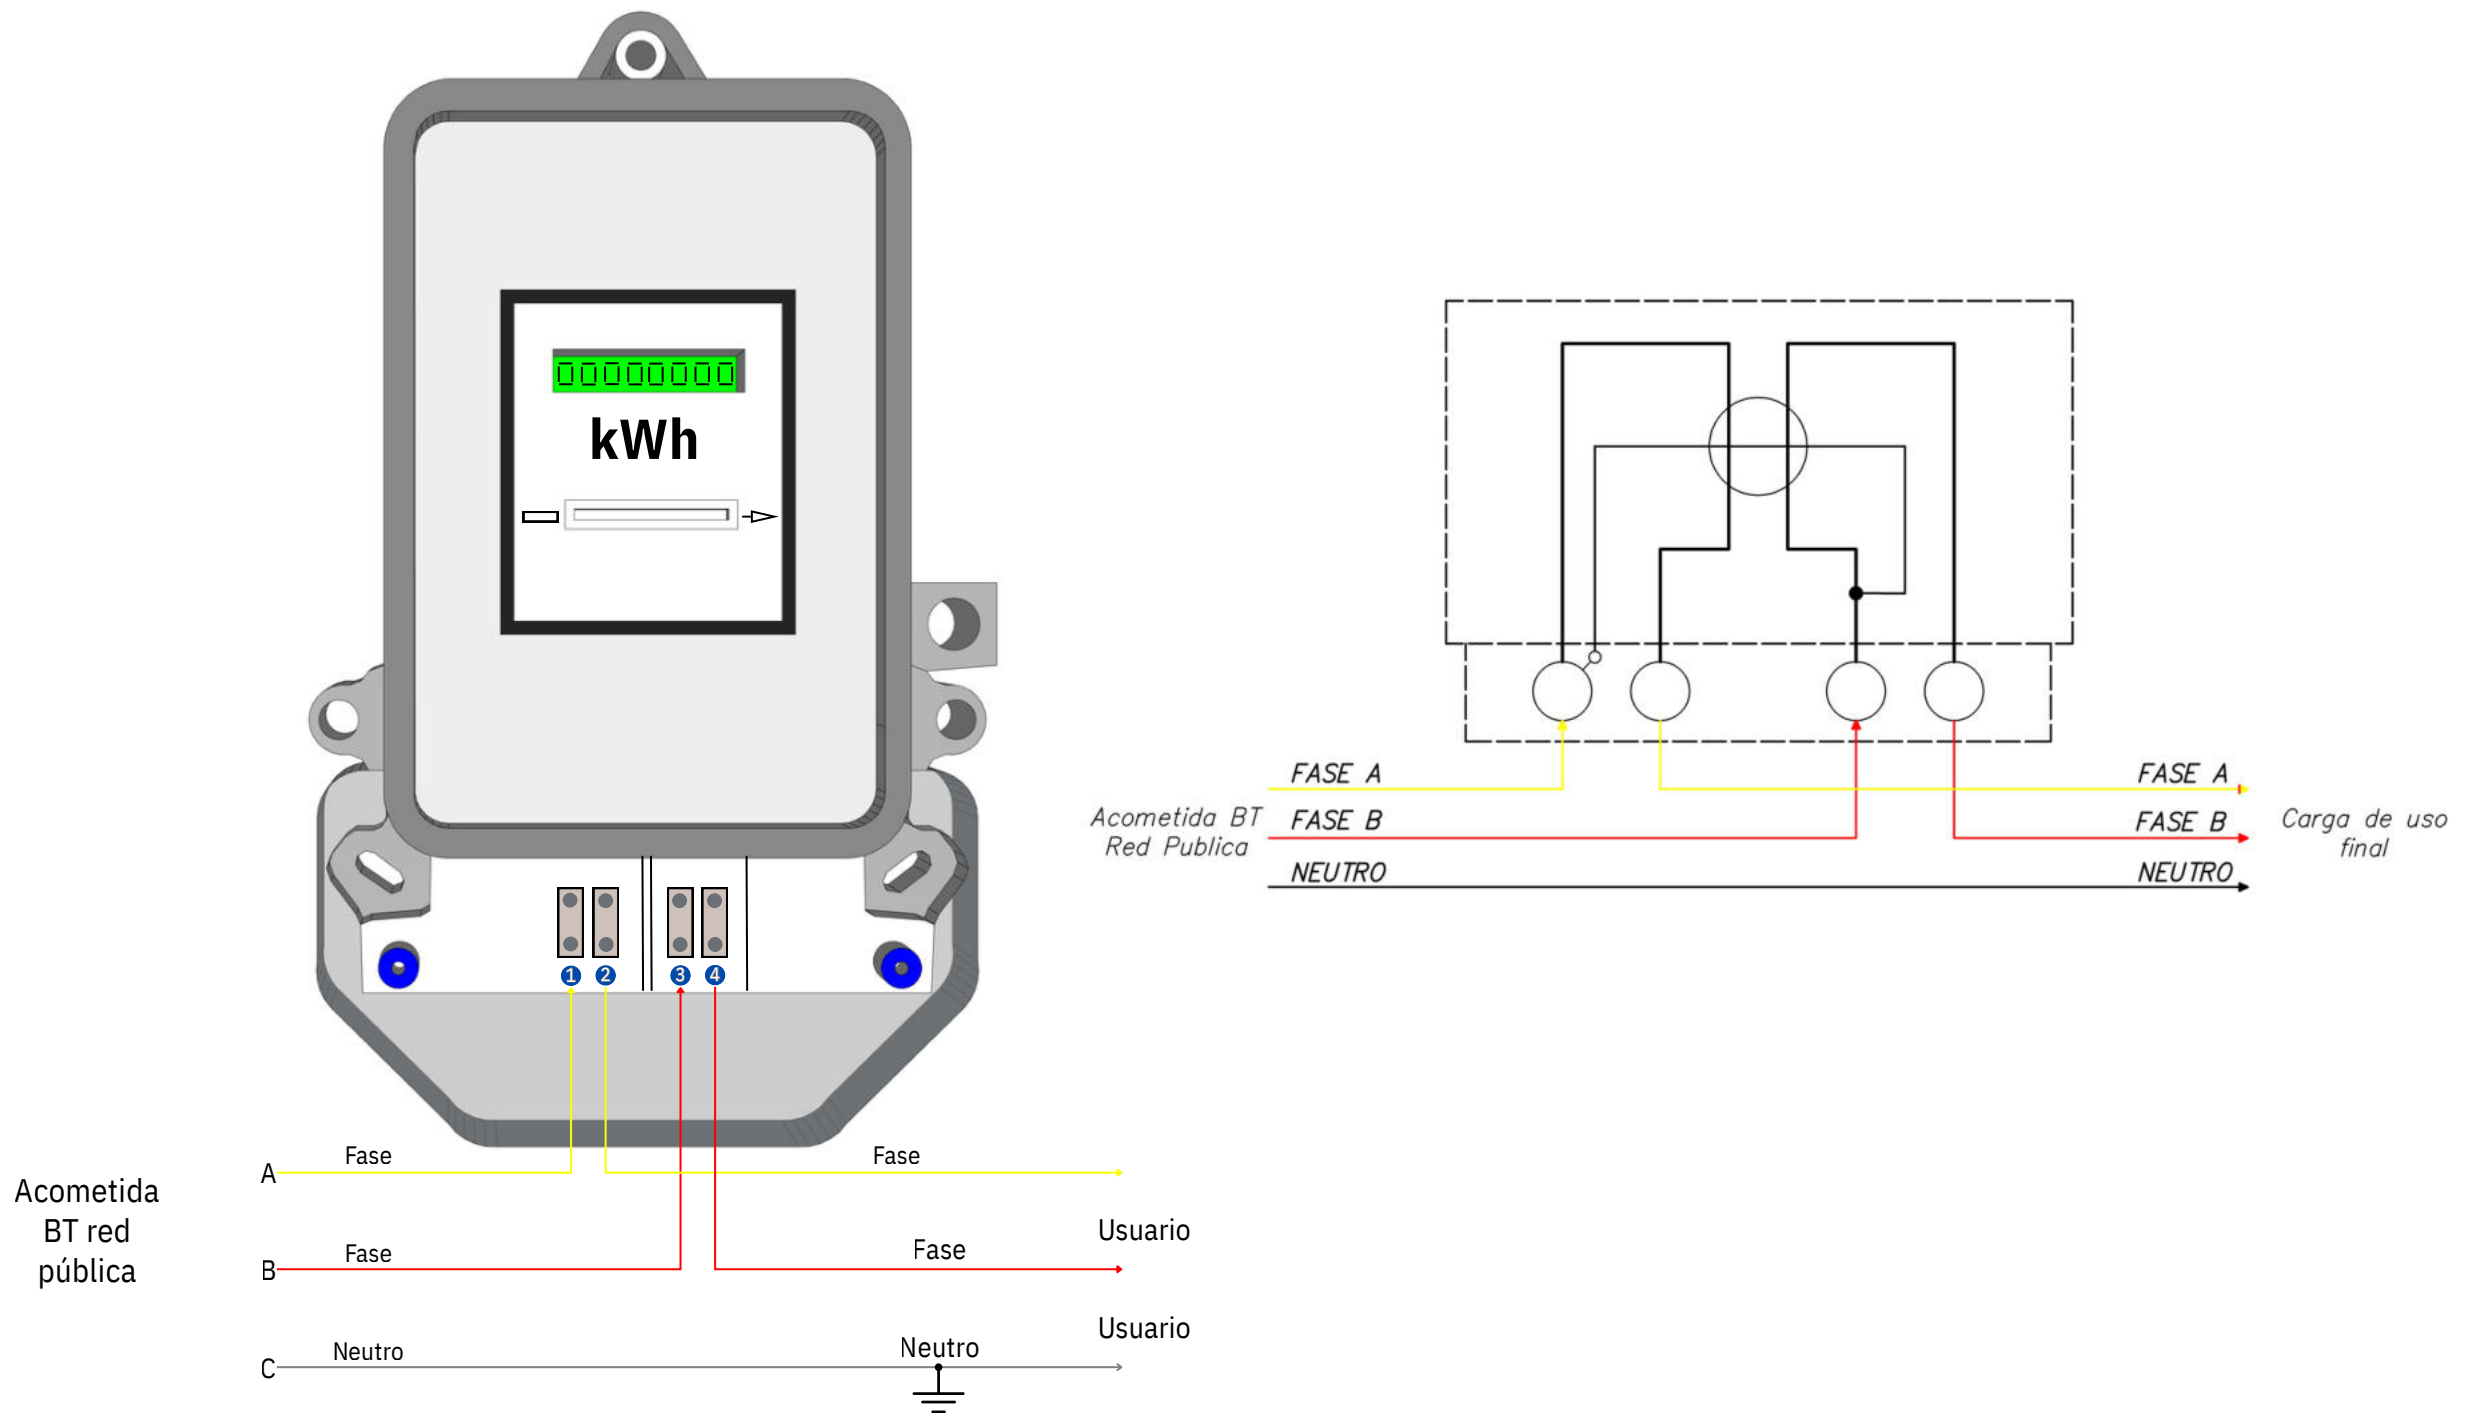 00000000
kWh
1 2 3 4
Acometida
BT red
pública
A Fase Fase
B Fase Fase
Usuario
C Neutro Neutro
Usuario
FASE A FASE A
Acometida BT
Red Publica
FASE B FASE B
Carga de uso
final
NEUTRO NEUTRO